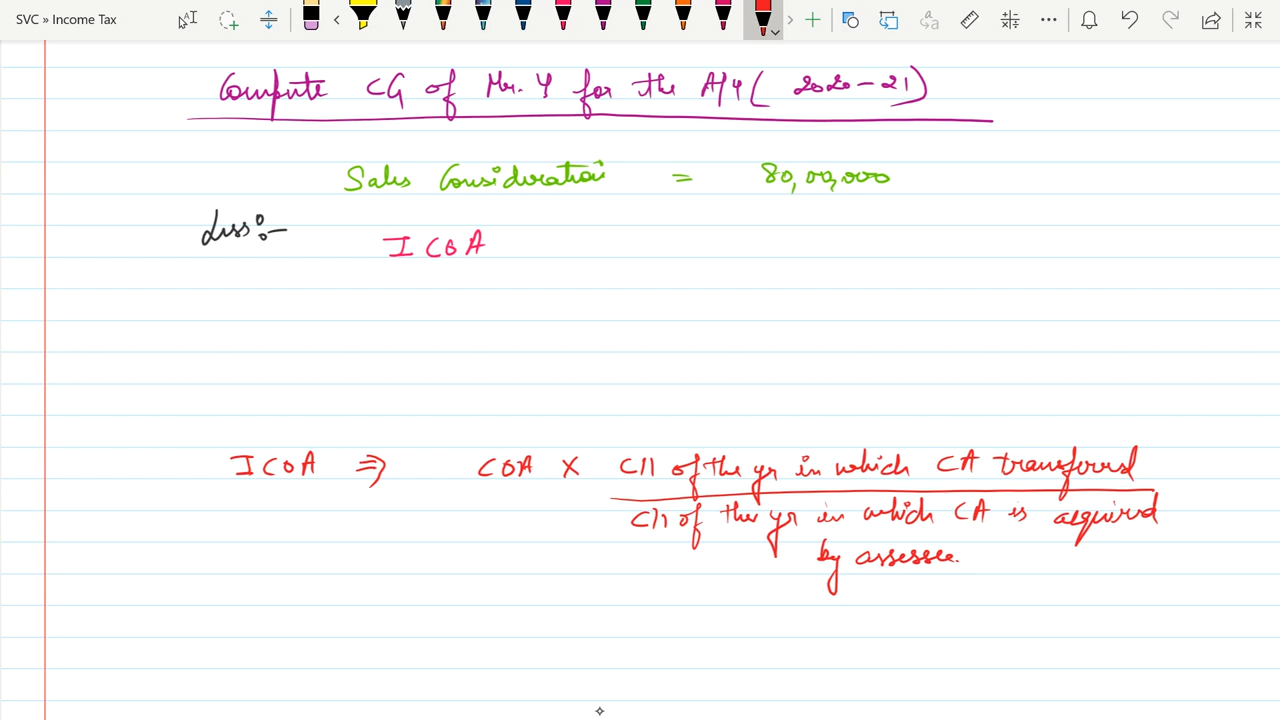 SVC » Income Tax
Compute CG of Mr. Y for the A/Y ( 2020-21)
Sales Consideration = 80,00,000
Less:-
ICOA
ICOA ⇒ COA × CII of the yr in which CA transferred
CII of the yr in which CA is acquired
by assessee.